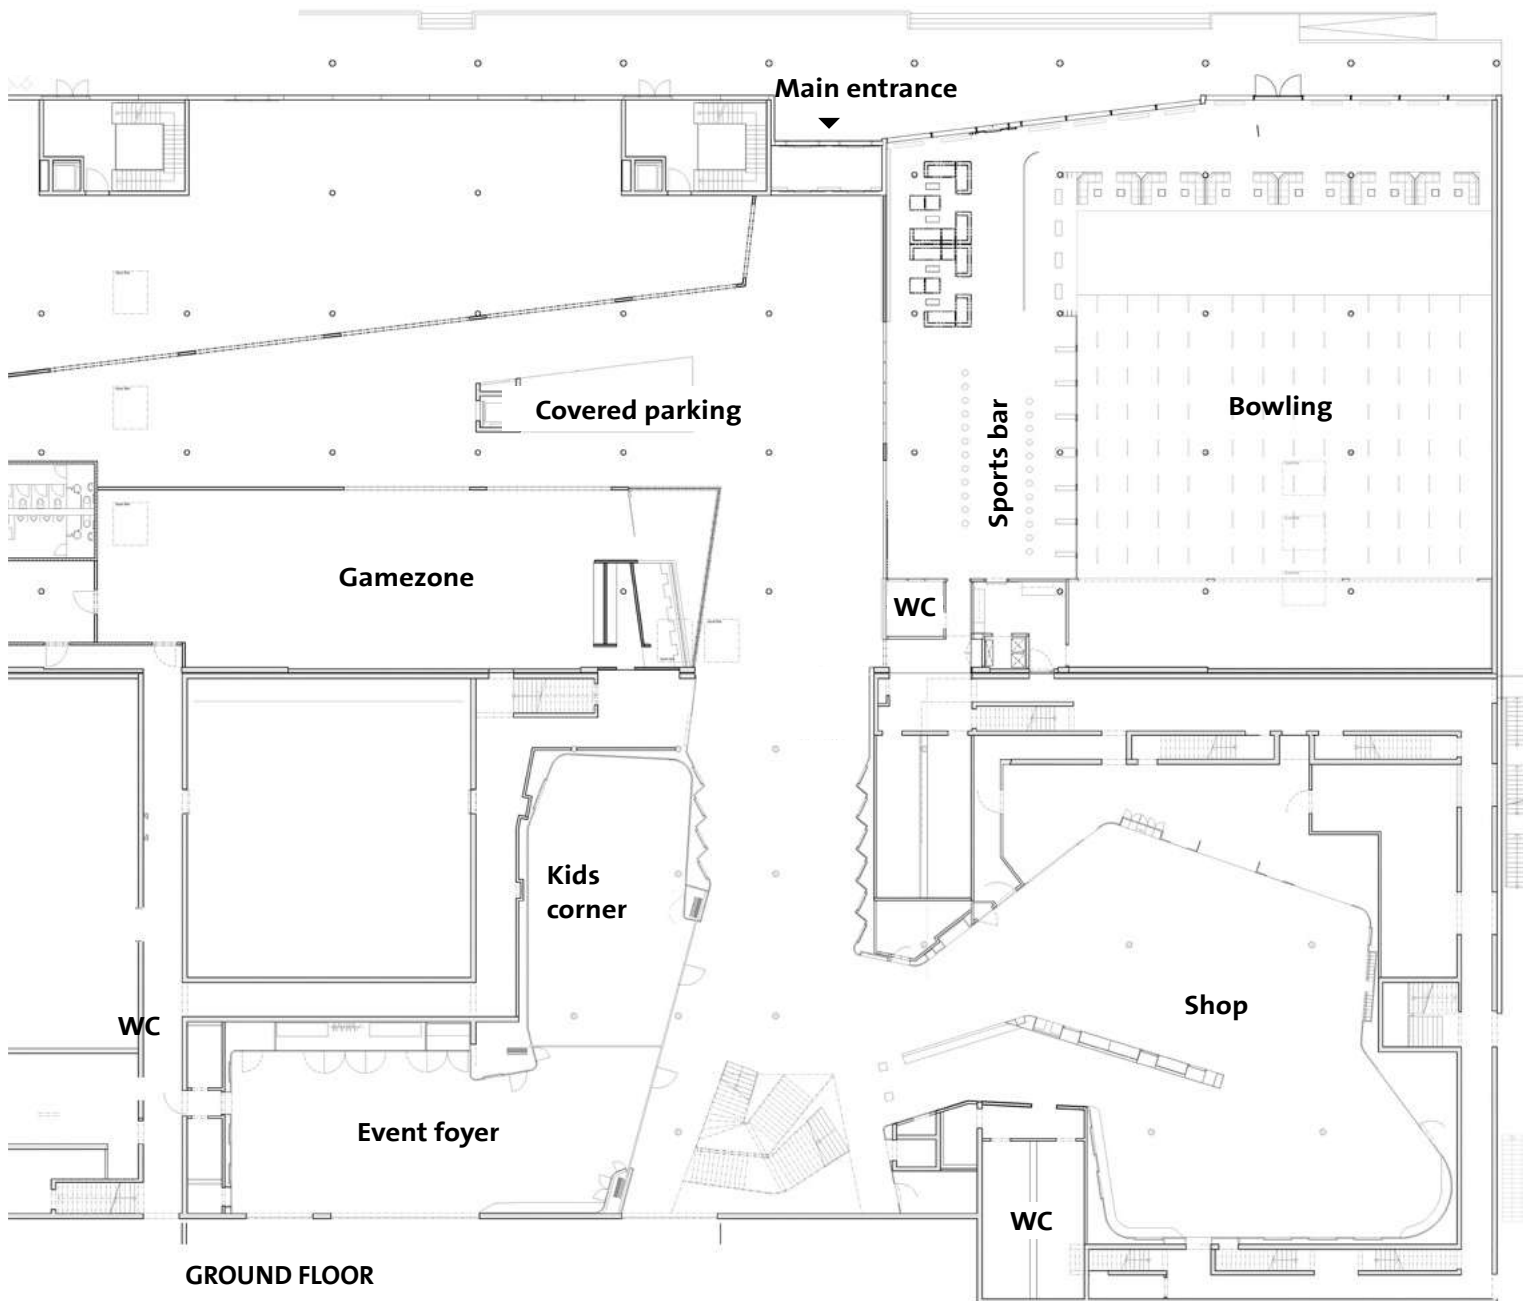 Main entrance
Covered parking
Sports bar
Bowling
Gamezone
WC
Kids
corner
Shop
WC
Event foyer
WC
GROUND FLOOR